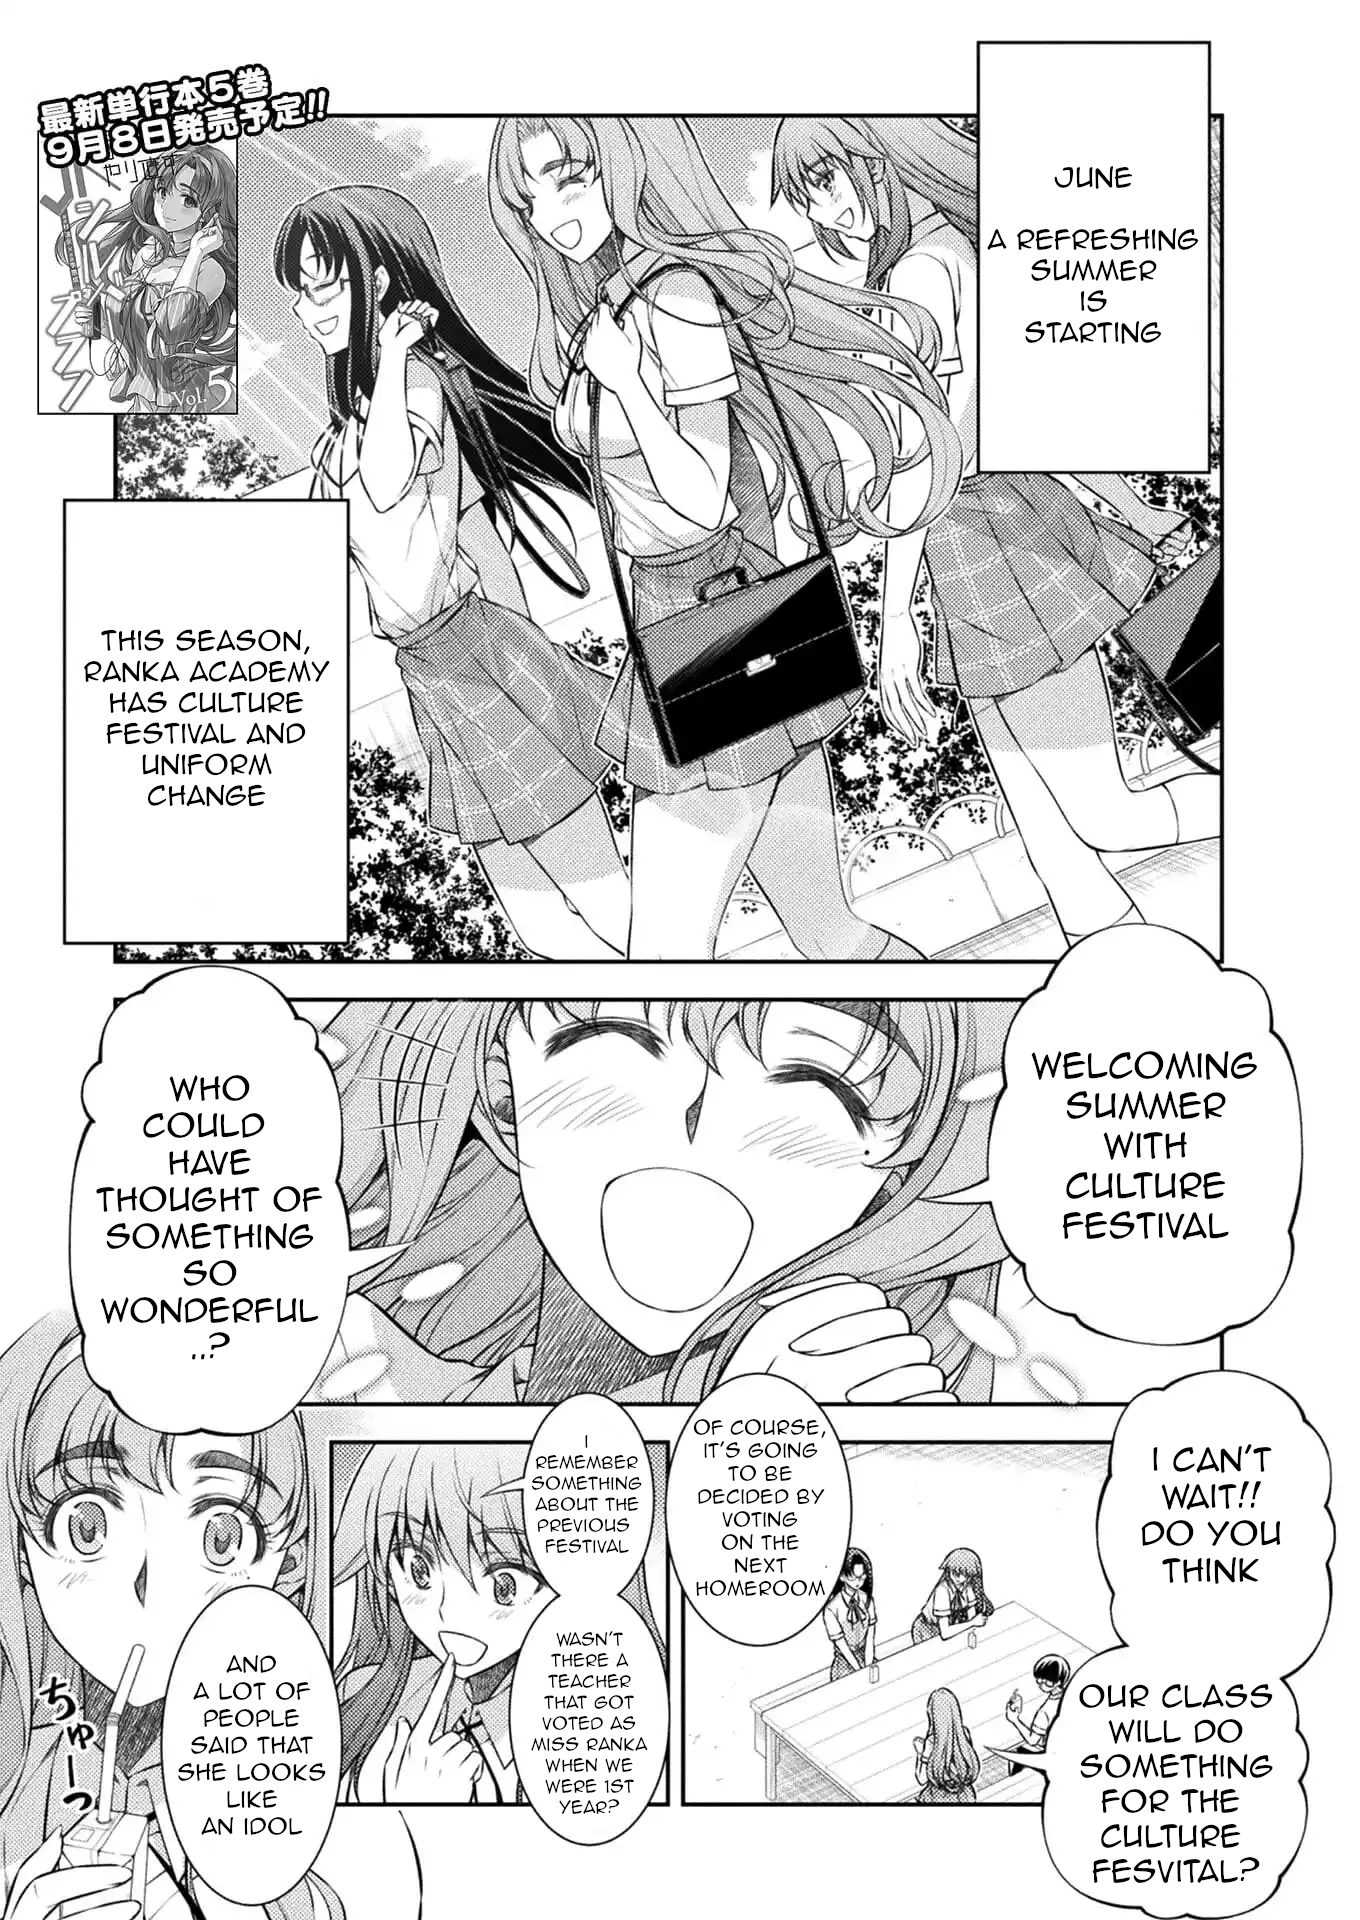 最新単行本5巻
9月8日発売予定!!
Vol.5
JUNE
A REFRESHING
SUMMER
IS
STARTING
THIS SEASON,
RANKA ACADEMY
HAS CULTURE
FESTIVAL AND
UNIFORM
CHANGE
WELCOMING
SUMMER
WITH
CULTURE
FESTIVAL
WHO
COULD
HAVE
THOUGHT OF
SOMETHING
SO
WONDERFUL
..?
I CAN'T
WAIT!!
DO YOU
THINK
OUR CLASS
WILL DO
SOMETHING
FOR THE
CULTURE
FESVITAL?
OF COURSE,
IT'S GOING
TO BE
DECIDED BY
VOTING
ON THE
NEXT
HOMEROOM
I
REMEMBER
SOMETHING
ABOUT THE
PREVIOUS
FESTIVAL
WASN'T
THERE A
TEACHER
THAT GOT
VOTED AS
MISS RANKA
WHEN WE
WERE 1ST
YEAR?
AND
A LOT OF
PEOPLE
SAID THAT
SHE LOOKS
LIKE
AN IDOL
ちゅーっ